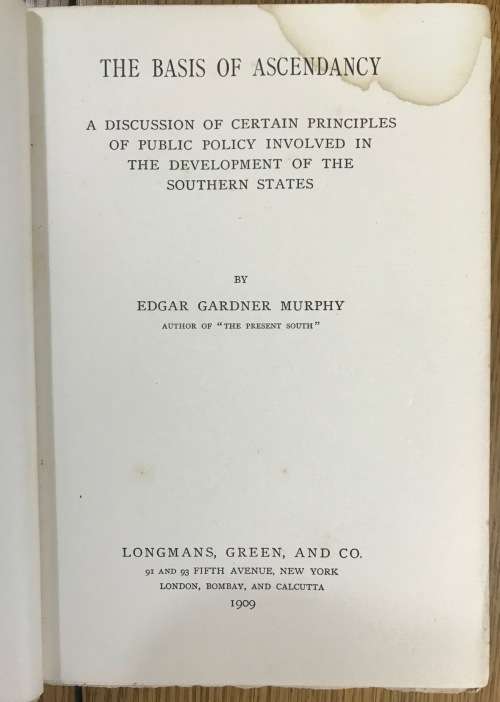 THE BASIS OF ASCENDANCY
A DISCUSSION OF CERTAIN PRINCIPLES
OF PUBLIC POLICY INVOLVED IN
THE DEVELOPMENT OF THE
SOUTHERN STATES
BY
EDGAR GARDNER MURPHY
AUTHOR OF "THE PRESENT SOUTH"
LONGMANS, GREEN, AND CO.
91 AND 93 FIFTH AVENUE, NEW YORK
LONDON, BOMBAY, AND CALCUTTA
1909